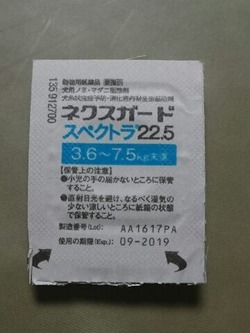 135912700
動物用医薬品 要指示
犬用ノミ・マダニ駆除剤
犬糸状虫症予防・消化管内線虫駆除剤
ネクスガード
スペクトラ22.5
3.6～7.5kg未満
【保管上の注意】
●小児の手の届かないところに保管
すること。
●直射日光を避け、なるべく湿気の
少ない涼しいところに紙箱の状態
で保管すること。
製造番号(Lot): AA1617PA
使用の期限(Exp.): 09-2019